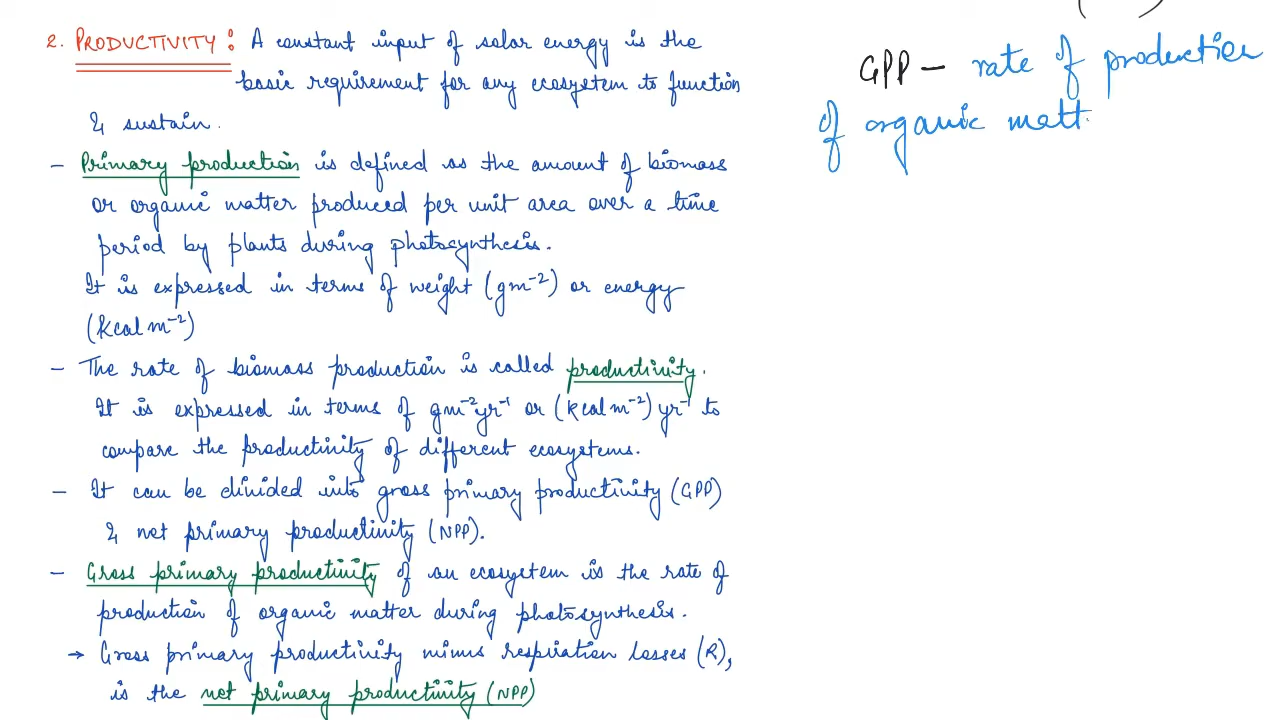 2. PRODUCTIVITY: A constant input of solar energy is the
basic requirement for any ecosystem to function
& sustain.
- Primary production is defined as the amount of biomass
or organic matter produced per unit area over a time
period by plants during photosynthesis.
It is expressed in terms of weight (gm⁻²) or energy
(kcal m⁻²)
- The rate of biomass production is called productivity.
It is expressed in terms of gm⁻²yr⁻¹ or (kcal m⁻²) yr⁻¹ to
compare the productivity of different ecosystems.
- It can be divided into gross primary productivity (GPP)
& net primary productivity (NPP).
- Gross primary productivity of an ecosystem is the rate of
production of organic matter during photosynthesis.
→ Gross primary productivity minus respiration losses (R),
is the net primary productivity (NPP)
GPP - rate of production
of organic matt